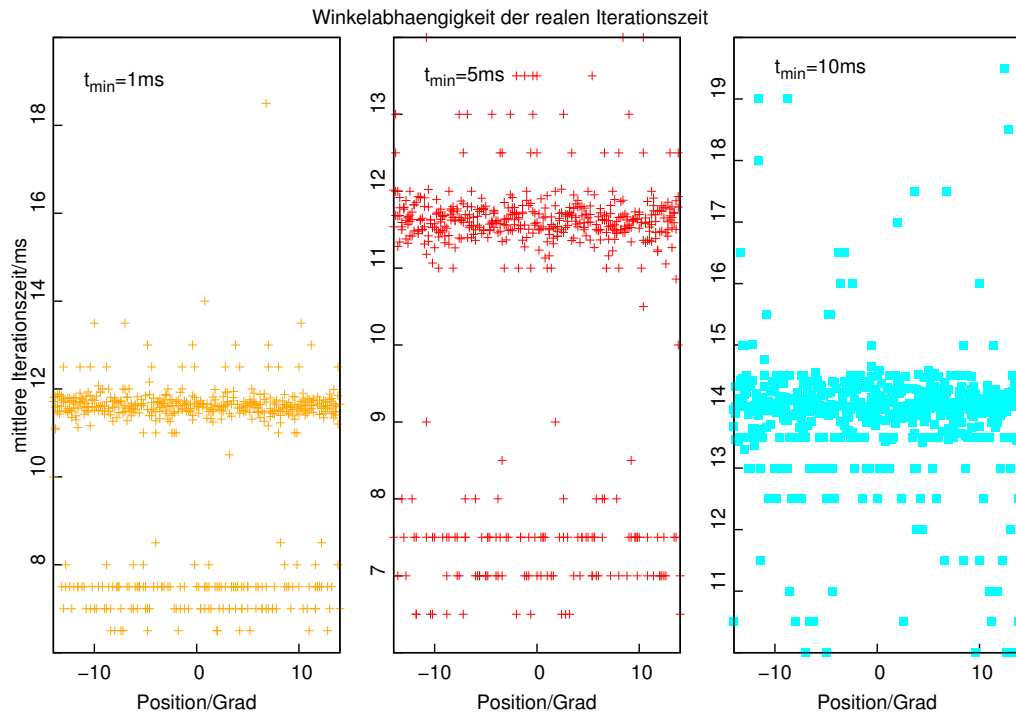 Winkelabhaengigkeit der realen Iterationszeit
mittlere Iterationszeit/ms
t_min=1ms
18
16
14
12
10
8
−10 0 10
Position/Grad
t_min=5ms
13
12
11
10
9
8
7
−10 0 10
Position/Grad
t_min=10ms
19
18
17
16
15
14
13
12
11
−10 0 10
Position/Grad